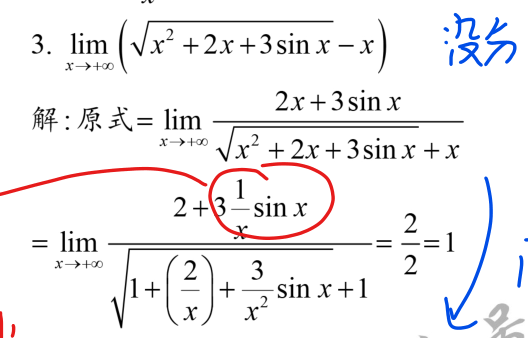 3. lim_{x→+∞} (√(x² + 2x + 3 sin x) − x)
没分
解:原式 = lim_{x→+∞} (2x + 3 sin x) / (√(x² + 2x + 3 sin x) + x)
= lim_{x→+∞} (2 + 3 (1/x) sin x) / (√(1 + (2/x) + (3/x²) sin x) + 1) = 2/2 = 1